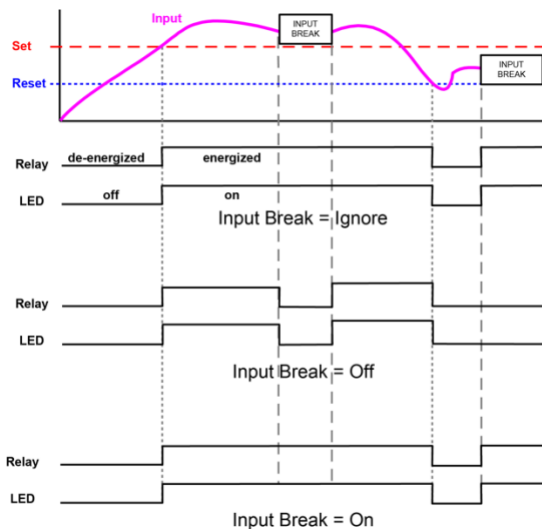 Input
INPUT
BREAK
Set
INPUT
BREAK
Reset
de-energized energized
Relay
off on
LED
Input Break = Ignore
Relay
LED
Input Break = Off
Relay
LED
Input Break = On